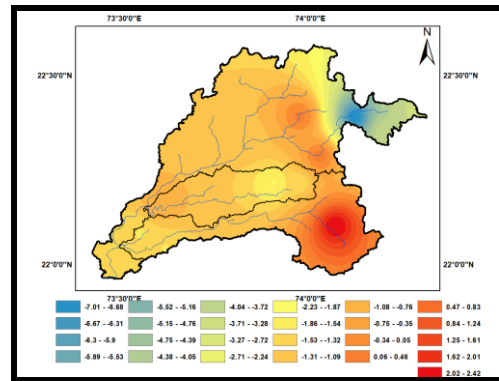 73°30'0"E 74°0'0"E
N
22°30'0"N 22°30'0"N
22°0'0"N 22°0'0"N
73°30'0"E 74°0'0"E
-7.01 - -6.68 -5.52 - -5.16 -4.04 - -3.72 -2.23 - -1.87 -1.08 - -0.76 0.47 - 0.83
-6.67 - -6.31 -5.15 - -4.76 -3.71 - -3.28 -1.86 - -1.54 -0.75 - -0.35 0.84 - 1.24
-6.3 - -5.9 -4.75 - -4.39 -3.27 - -2.72 -1.53 - -1.32 -0.34 - 0.05 1.25 - 1.61
-5.89 - -5.53 -4.38 - -4.05 -2.71 - -2.24 -1.31 - -1.09 0.06 - 0.46 1.62 - 2.01
2.02 - 2.42